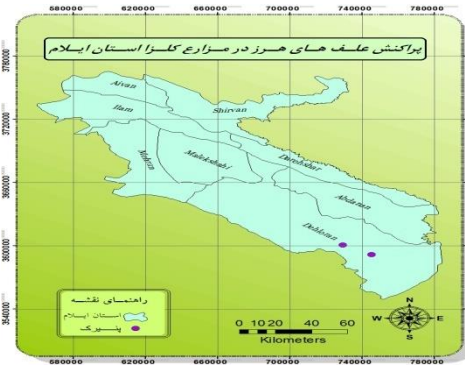 580000 620000 660000 700000 740000 780000
پراکنش علف های هرز در مزارع کلزا استان ایلام
3780000
3720000
3660000
3600000
3540000
Aivan
Ilam
Shirvan
Mehran
Malekshahi
Darehshar
Abdanan
Dehloran
راهنمای نقشه
استان ایلام
پنیرک
0 10 20 40 60
Kilometers
N
W E
S
580000 620000 660000 700000 740000 780000